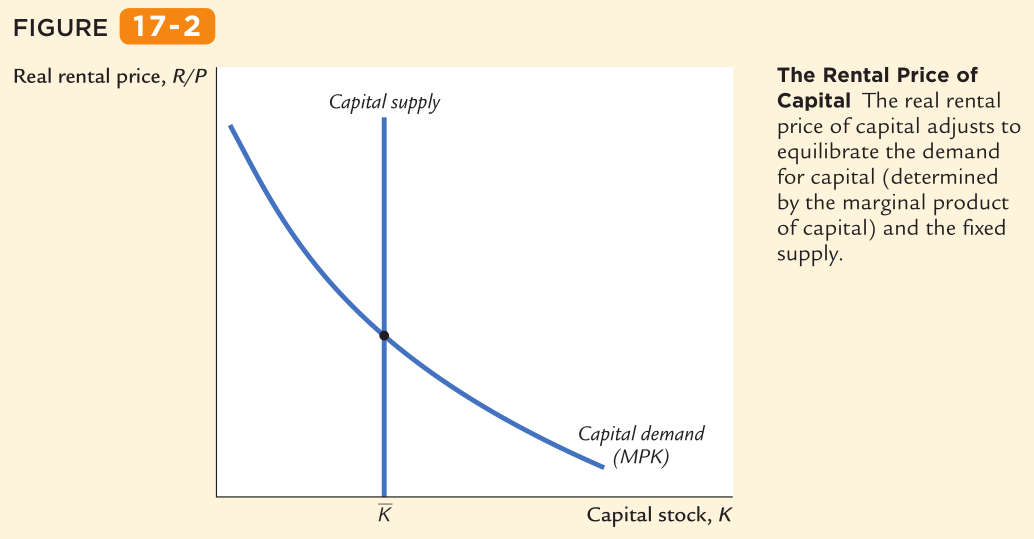 FIGURE 17-2
Real rental price, R/P
Capital supply
Capital demand
(MPK)
K̅
Capital stock, K
The Rental Price of
Capital The real rental
price of capital adjusts to
equilibrate the demand
for capital (determined
by the marginal product
of capital) and the fixed
supply.